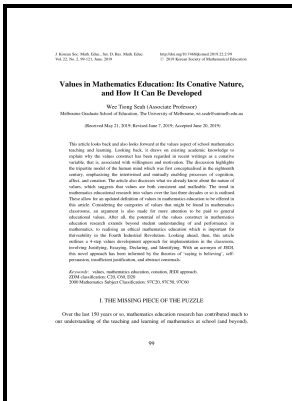 J. Korean Soc. Math. Educ., Ser. D, Res. Math. Educ.
Vol. 22, No. 2, 99–121, June. 2019
http://doi.org/10.7468/jksmed.2019.22.2.99
ⓒ 2019 Korean Society of Mathematical Education
Values in Mathematics Education: Its Conative Nature,
and How It Can Be Developed
Wee Tiong Seah (Associate Professor)
Melbourne Graduate School of Education, The University of Melbourne, wt.seah@unimelb.edu.au
(Received May 21, 2019; Revised June 7, 2019; Accepted June 20, 2019)
This article looks back and also looks forward at the values aspect of school mathematics
teaching and learning. Looking back, it draws on existing academic knowledge to
explain why the values construct has been regarded in recent writings as a conative
variable, that is, associated with willingness and motivation. The discussion highlights
the tripartite model of the human mind which was first conceptualised in the eighteenth
century, emphasising the intertwined and mutually enabling processes of cognition,
affect, and conation. The article also discusses what we already know about the nature of
values, which suggests that values are both consistent and malleable. The trend in
mathematics educational research into values over the last three decades or so is outlined.
These allow for an updated definition of values in mathematics education to be offered in
this article. Considering the categories of values that might be found in mathematics
classrooms, an argument is also made for more attention to be paid to general
educational values. After all, the potential of the values construct in mathematics
education research extends beyond student understanding of and performance in
mathematics, to realising an ethical mathematics education which is important for
thrivability in the Fourth Industrial Revolution. Looking ahead, then, this article
outlines a 4-step values development approach for implementation in the classroom,
involving Justifying, Essaying, Declaring, and Identifying. With an acronym of JEDI,
this novel approach has been informed by the theories of 'saying is believing', self-
persuasion, insufficient justification, and abstract construals.
Keywords: values, mathematics education, conation, JEDI approach,
ZDM classification: C20, C60, D20
2000 Mathematics Subject Classification: 97C20, 97C50, 97C60
I. THE MISSING PIECE OF THE PUZZLE
Over the last 150 years or so, mathematics education research has contributed much to
our understanding of the teaching and learning of mathematics at school (and beyond),
99